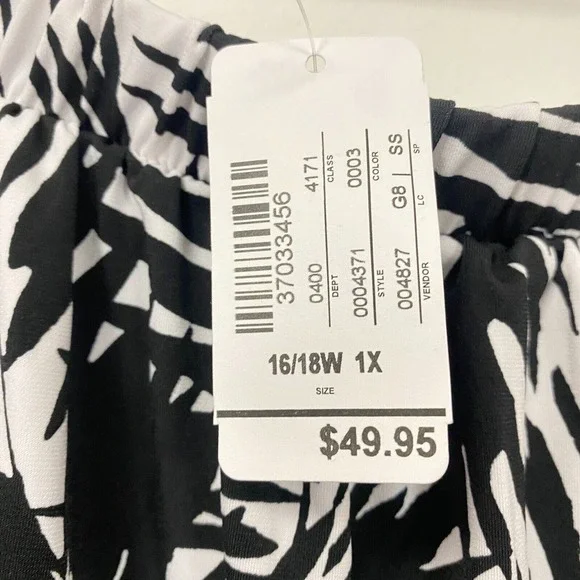 37033456
0400 4171
DEPT CLASS
0004371 0003
STYLE COLOR
004827 G8 SS
VENDOR LC SP
16/18W 1X
SIZE
$49.95